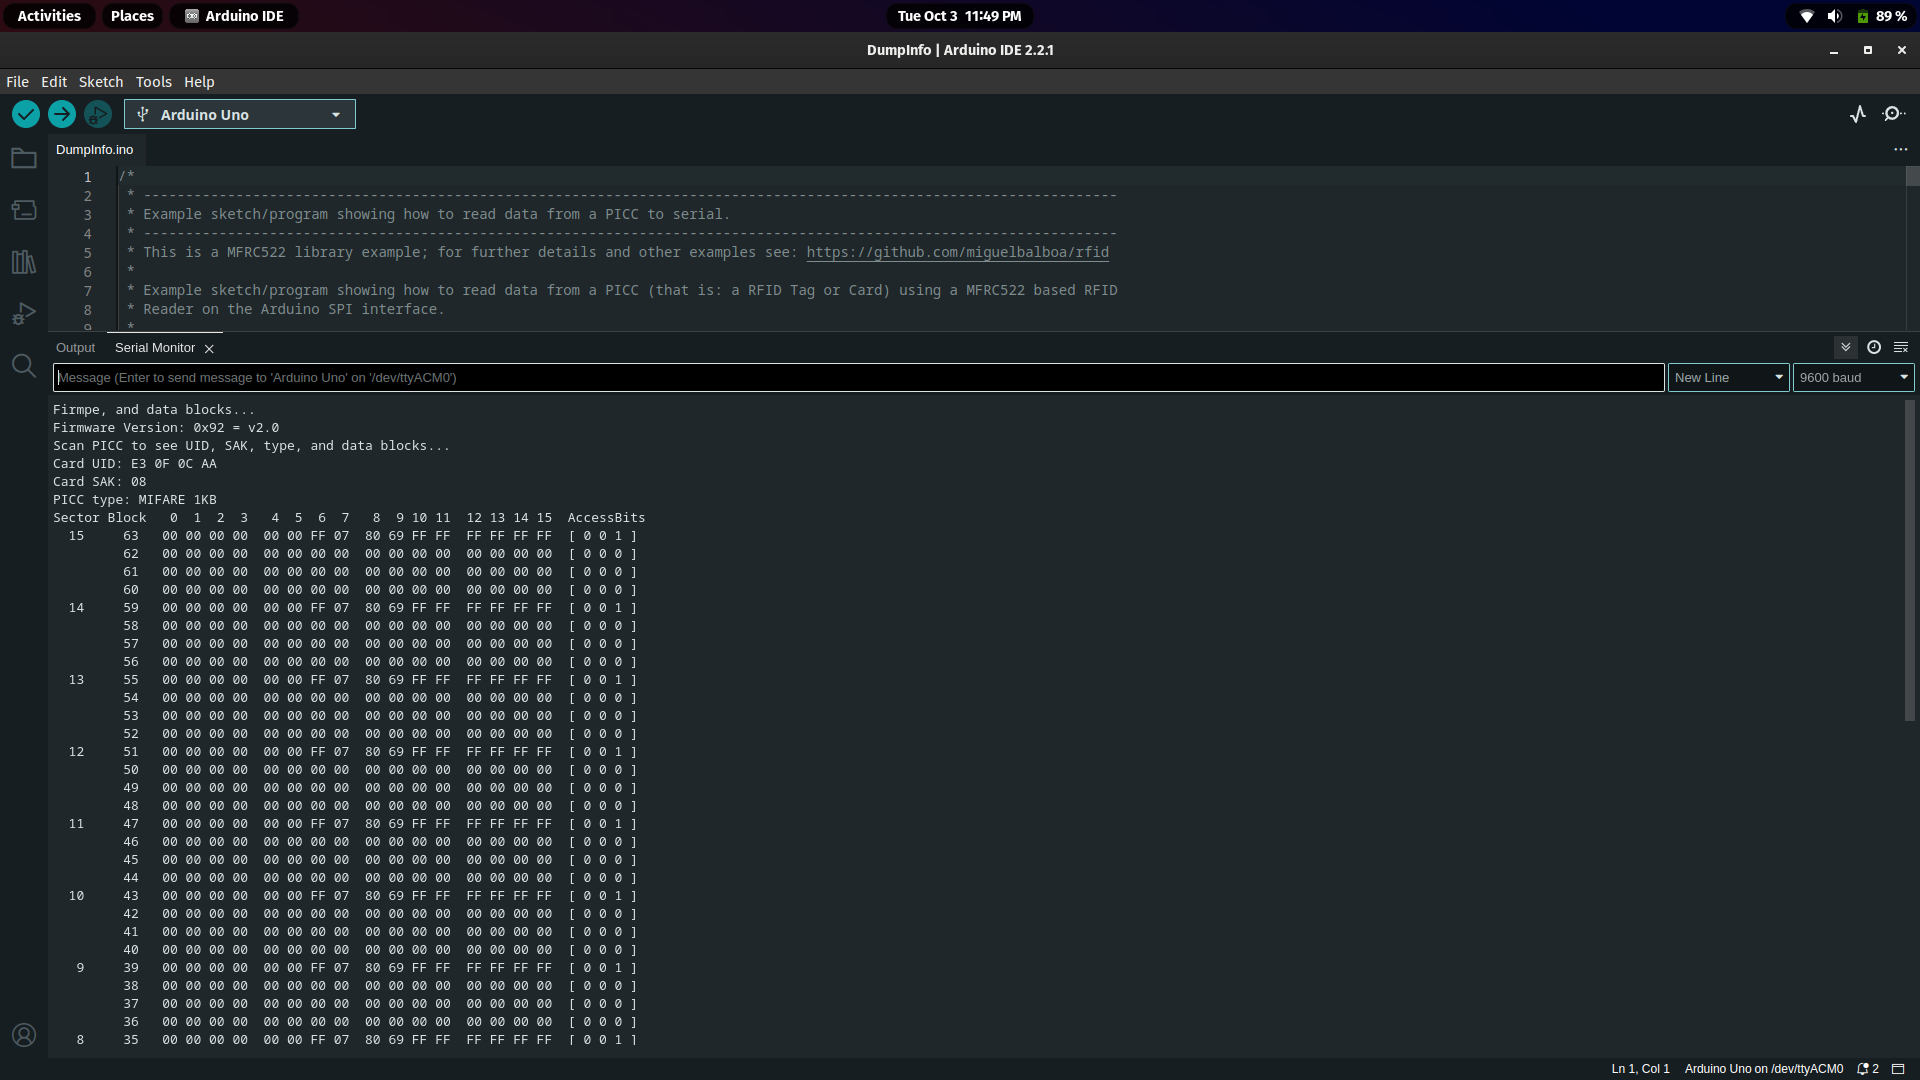 Activities Places Arduino IDE Tue Oct 3 11:49 PM 89 %
DumpInfo | Arduino IDE 2.2.1
File Edit Sketch Tools Help
Arduino Uno
DumpInfo.ino
1 /*
2 * --------------------------------------------------------------------------------------------------------------------
3 * Example sketch/program showing how to read data from a PICC to serial.
4 * --------------------------------------------------------------------------------------------------------------------
5 * This is a MFRC522 library example; for further details and other examples see: https://github.com/miguelbalboa/rfid
6 *
7 * Example sketch/program showing how to read data from a PICC (that is: a RFID Tag or Card) using a MFRC522 based RFID
8 * Reader on the Arduino SPI interface.
9 *
Output Serial Monitor
Message (Enter to send message to 'Arduino Uno' on '/dev/ttyACM0') New Line 9600 baud
Firmpe, and data blocks...
Firmware Version: 0x92 = v2.0
Scan PICC to see UID, SAK, type, and data blocks...
Card UID: E3 0F 0C AA
Card SAK: 08
PICC type: MIFARE 1KB
Sector Block 0 1 2 3 4 5 6 7 8 9 10 11 12 13 14 15 AccessBits
15 63 00 00 00 00 00 00 FF 07 80 69 FF FF FF FF FF FF [ 0 0 1 ]
62 00 00 00 00 00 00 00 00 00 00 00 00 00 00 00 00 [ 0 0 0 ]
61 00 00 00 00 00 00 00 00 00 00 00 00 00 00 00 00 [ 0 0 0 ]
60 00 00 00 00 00 00 00 00 00 00 00 00 00 00 00 00 [ 0 0 0 ]
14 59 00 00 00 00 00 00 FF 07 80 69 FF FF FF FF FF FF [ 0 0 1 ]
58 00 00 00 00 00 00 00 00 00 00 00 00 00 00 00 00 [ 0 0 0 ]
57 00 00 00 00 00 00 00 00 00 00 00 00 00 00 00 00 [ 0 0 0 ]
56 00 00 00 00 00 00 00 00 00 00 00 00 00 00 00 00 [ 0 0 0 ]
13 55 00 00 00 00 00 00 FF 07 80 69 FF FF FF FF FF FF [ 0 0 1 ]
54 00 00 00 00 00 00 00 00 00 00 00 00 00 00 00 00 [ 0 0 0 ]
53 00 00 00 00 00 00 00 00 00 00 00 00 00 00 00 00 [ 0 0 0 ]
52 00 00 00 00 00 00 00 00 00 00 00 00 00 00 00 00 [ 0 0 0 ]
12 51 00 00 00 00 00 00 FF 07 80 69 FF FF FF FF FF FF [ 0 0 1 ]
50 00 00 00 00 00 00 00 00 00 00 00 00 00 00 00 00 [ 0 0 0 ]
49 00 00 00 00 00 00 00 00 00 00 00 00 00 00 00 00 [ 0 0 0 ]
48 00 00 00 00 00 00 00 00 00 00 00 00 00 00 00 00 [ 0 0 0 ]
11 47 00 00 00 00 00 00 FF 07 80 69 FF FF FF FF FF FF [ 0 0 1 ]
46 00 00 00 00 00 00 00 00 00 00 00 00 00 00 00 00 [ 0 0 0 ]
45 00 00 00 00 00 00 00 00 00 00 00 00 00 00 00 00 [ 0 0 0 ]
44 00 00 00 00 00 00 00 00 00 00 00 00 00 00 00 00 [ 0 0 0 ]
10 43 00 00 00 00 00 00 FF 07 80 69 FF FF FF FF FF FF [ 0 0 1 ]
42 00 00 00 00 00 00 00 00 00 00 00 00 00 00 00 00 [ 0 0 0 ]
41 00 00 00 00 00 00 00 00 00 00 00 00 00 00 00 00 [ 0 0 0 ]
40 00 00 00 00 00 00 00 00 00 00 00 00 00 00 00 00 [ 0 0 0 ]
9 39 00 00 00 00 00 00 FF 07 80 69 FF FF FF FF FF FF [ 0 0 1 ]
38 00 00 00 00 00 00 00 00 00 00 00 00 00 00 00 00 [ 0 0 0 ]
37 00 00 00 00 00 00 00 00 00 00 00 00 00 00 00 00 [ 0 0 0 ]
36 00 00 00 00 00 00 00 00 00 00 00 00 00 00 00 00 [ 0 0 0 ]
8 35 00 00 00 00 00 00 FF 07 80 69 FF FF FF FF FF FF [ 0 0 1 ]
Ln 1, Col 1 Arduino Uno on /dev/ttyACM0 2